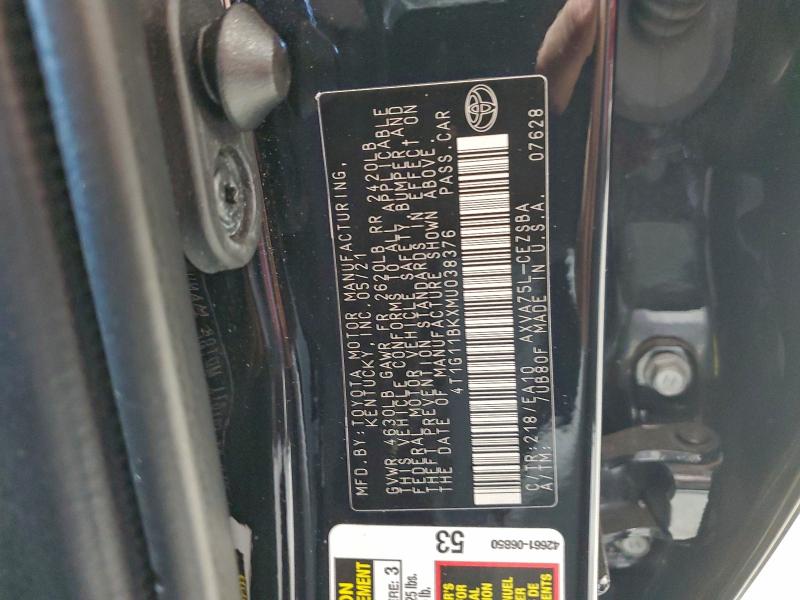 MFD. BY: TOYOTA MOTOR MANUFACTURING,
KENTUCKY, INC. 05/21
GVWR 4630LB GAWR FR 2620LB RR 2420LB
THIS VEHICLE CONFORMS TO ALL APPLICABLE
FEDERAL MOTOR VEHICLE SAFETY, BUMPER AND
THEFT PREVENTION STANDARDS IN EFFECT ON
THE DATE OF MANUFACTURE SHOWN ABOVE.
4T1G11BKXMU038376 PASS. CAR
C/TR: 218/EA10 AXVA75L-CEZSBA
A/TM: 70B80F MADE IN U.S.A. 07628
53
42661-06850